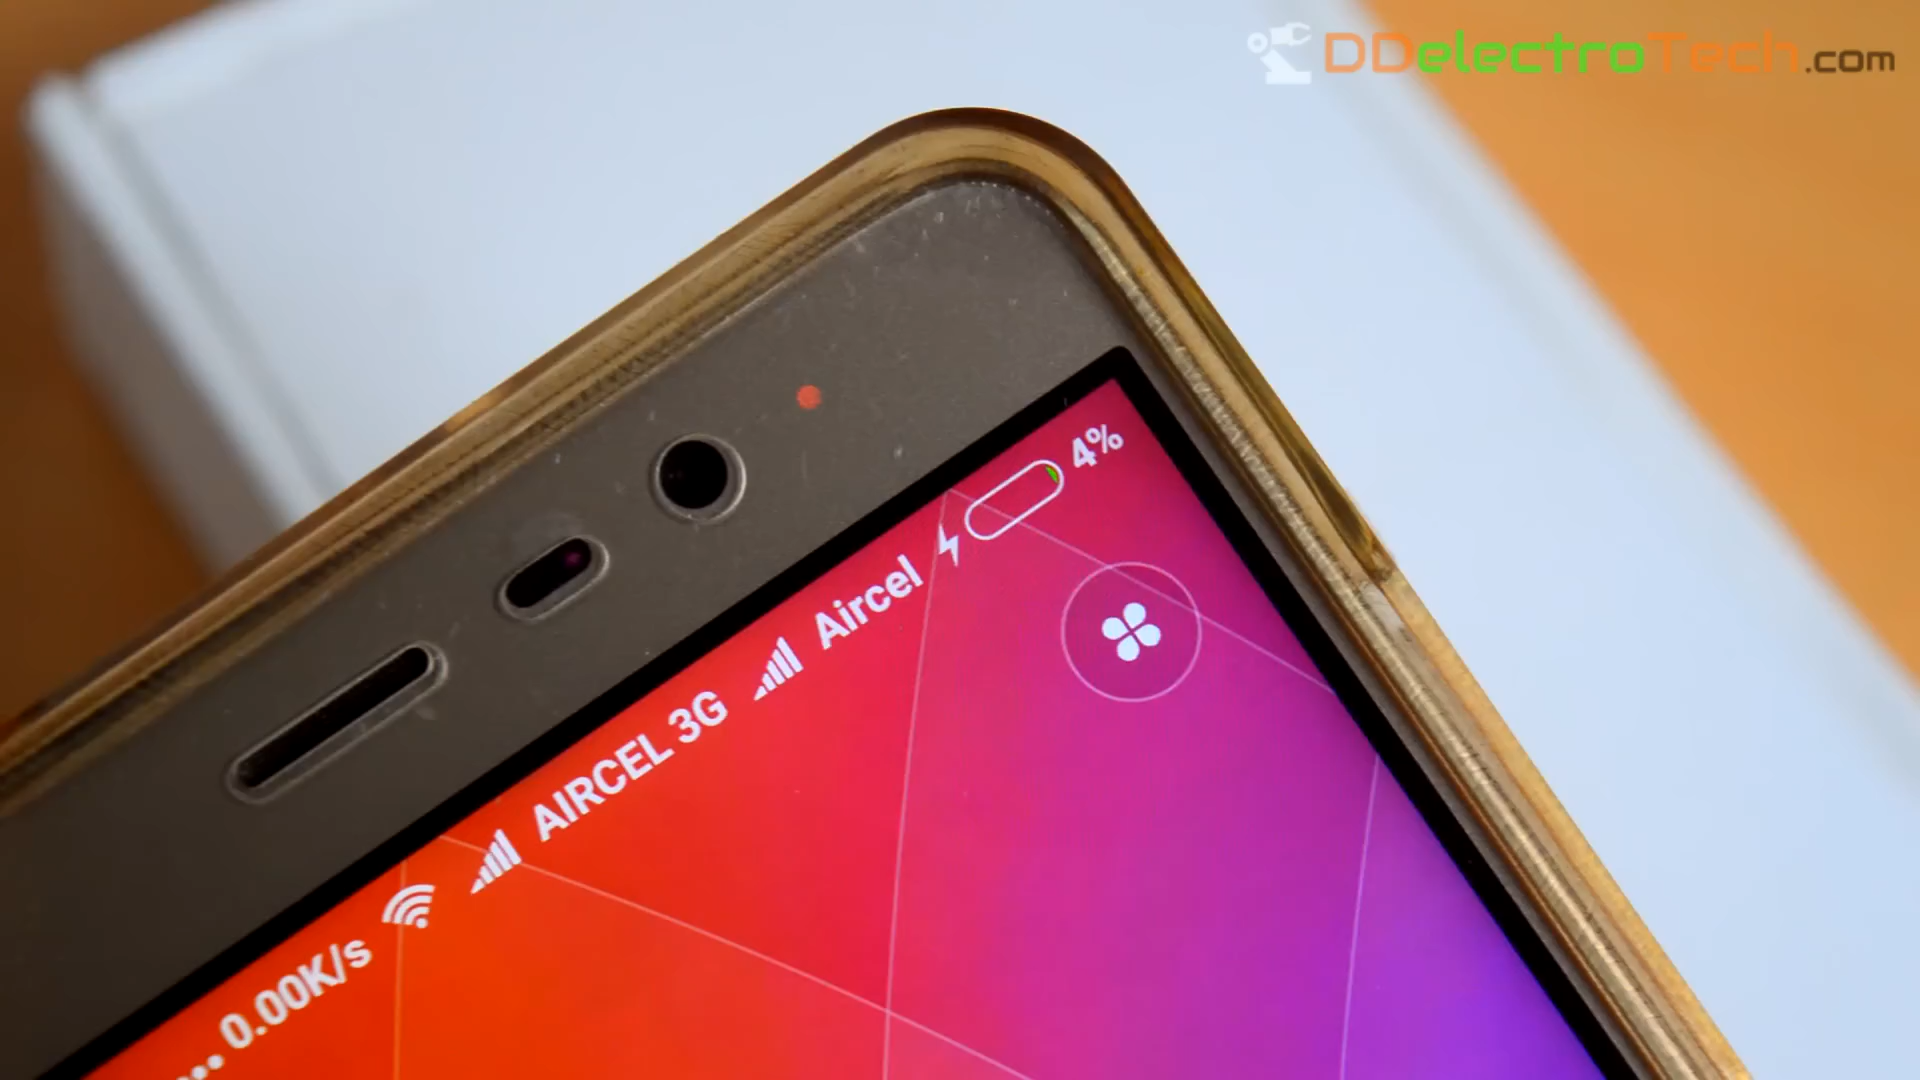 DDelectroTech.com
... 0.00K/s AIRCEL 3G Aircel 4%